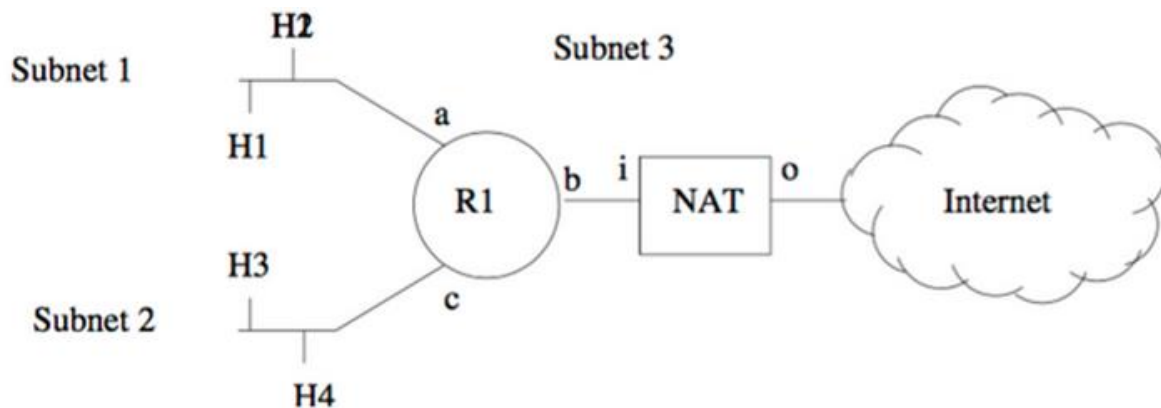 H2
Subnet 1
Subnet 3
a
H1
b
i
o
R1
NAT
Internet
H3
c
Subnet 2
H4